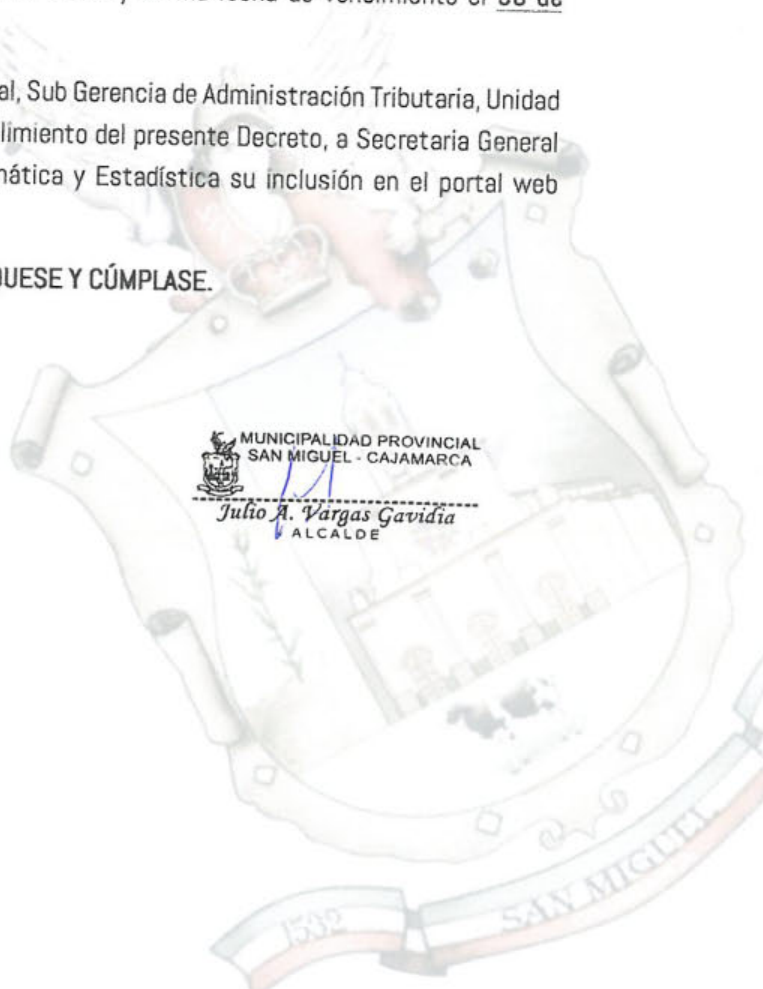 al, Sub Gerencia de Administración Tributaria, Unidad
limiento del presente Decreto, a Secretaria General
nática y Estadística su inclusión en el portal web
QUESE Y CÚMPLASE.
MUNICIPALIDAD PROVINCIAL
SAN MIGUEL - CAJAMARCA
Julio A. Vargas Gavidia
ALCALDE
1532
SAN MIGUEL